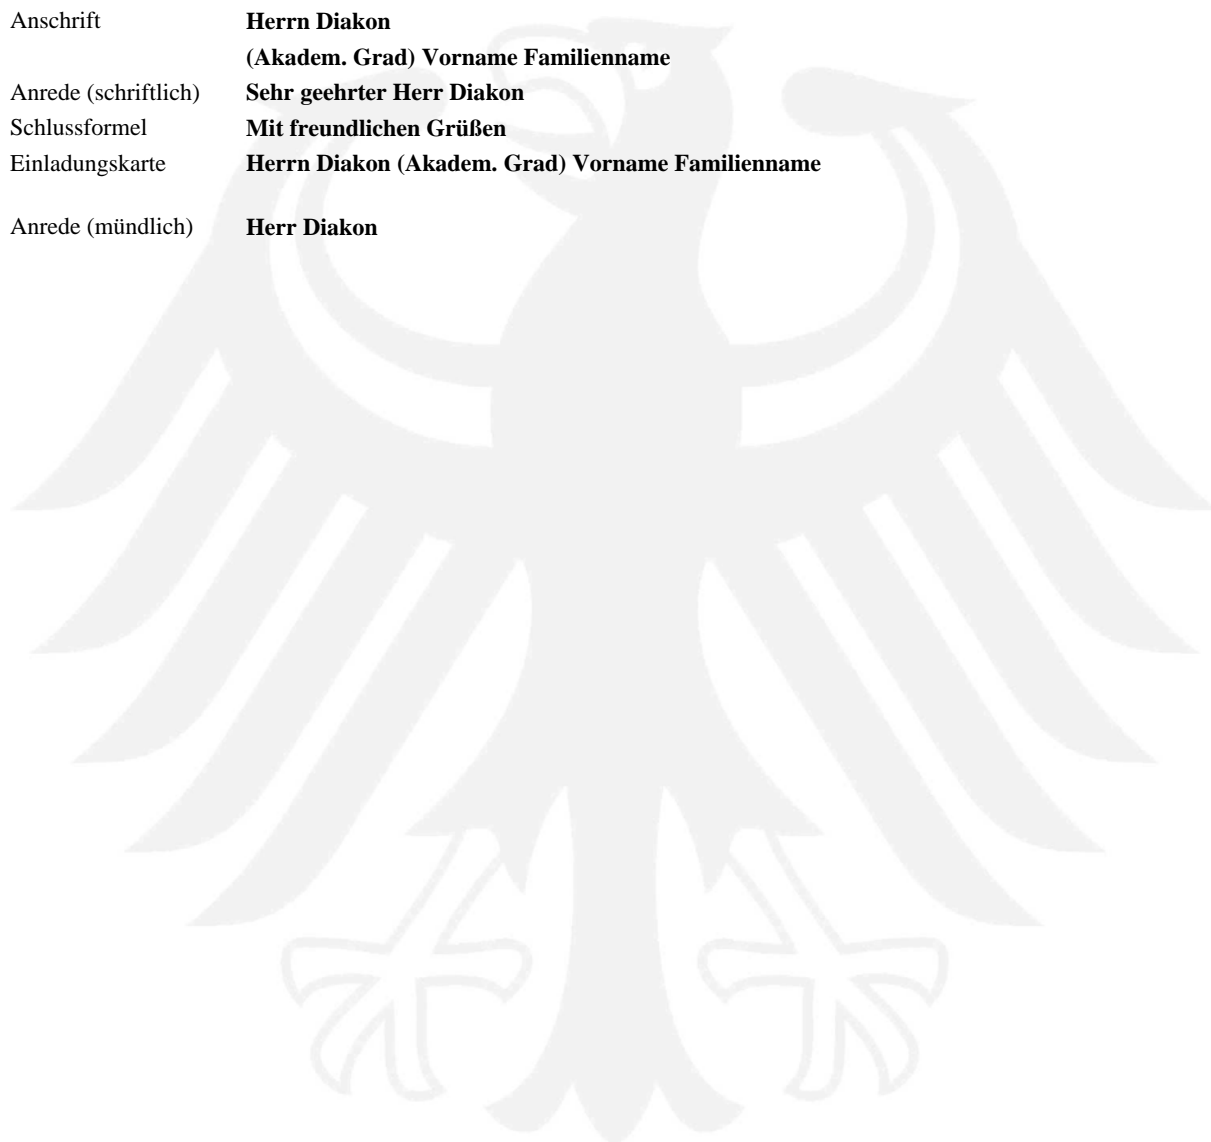 Anschrift Herrn Diakon
(Akadem. Grad) Vorname Familienname
Anrede (schriftlich) Sehr geehrter Herr Diakon
Schlussformel Mit freundlichen Grüßen
Einladungskarte Herrn Diakon (Akadem. Grad) Vorname Familienname
Anrede (mündlich) Herr Diakon